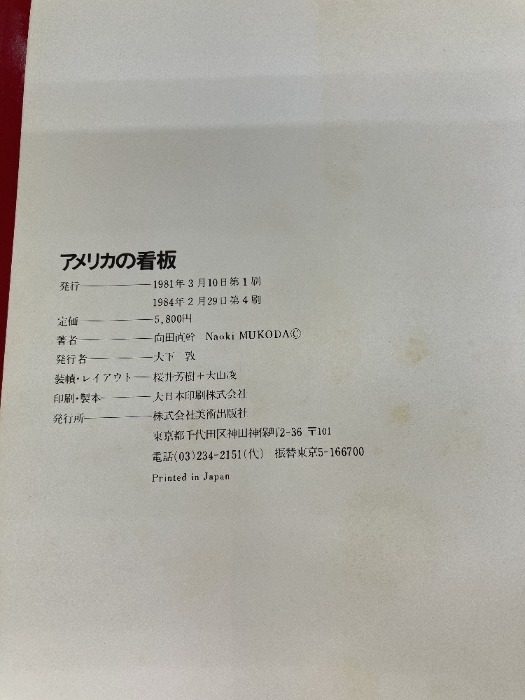 アメリカの看板
発行――――1981年3月10日第1刷
1984年2月29日第4刷
定価――――5,800円
著者――――向田直幹 Naoki MUKODA©
発行者―――大下 敦
装幀・レイアウト―桜井芳樹+大山茂
印刷・製本―――大日本印刷株式会社
発行所――――株式会社美術出版社
東京都千代田区神田神保町2-36 〒101
電話(03)234-2151(代) 振替東京5-166700
Printed in Japan